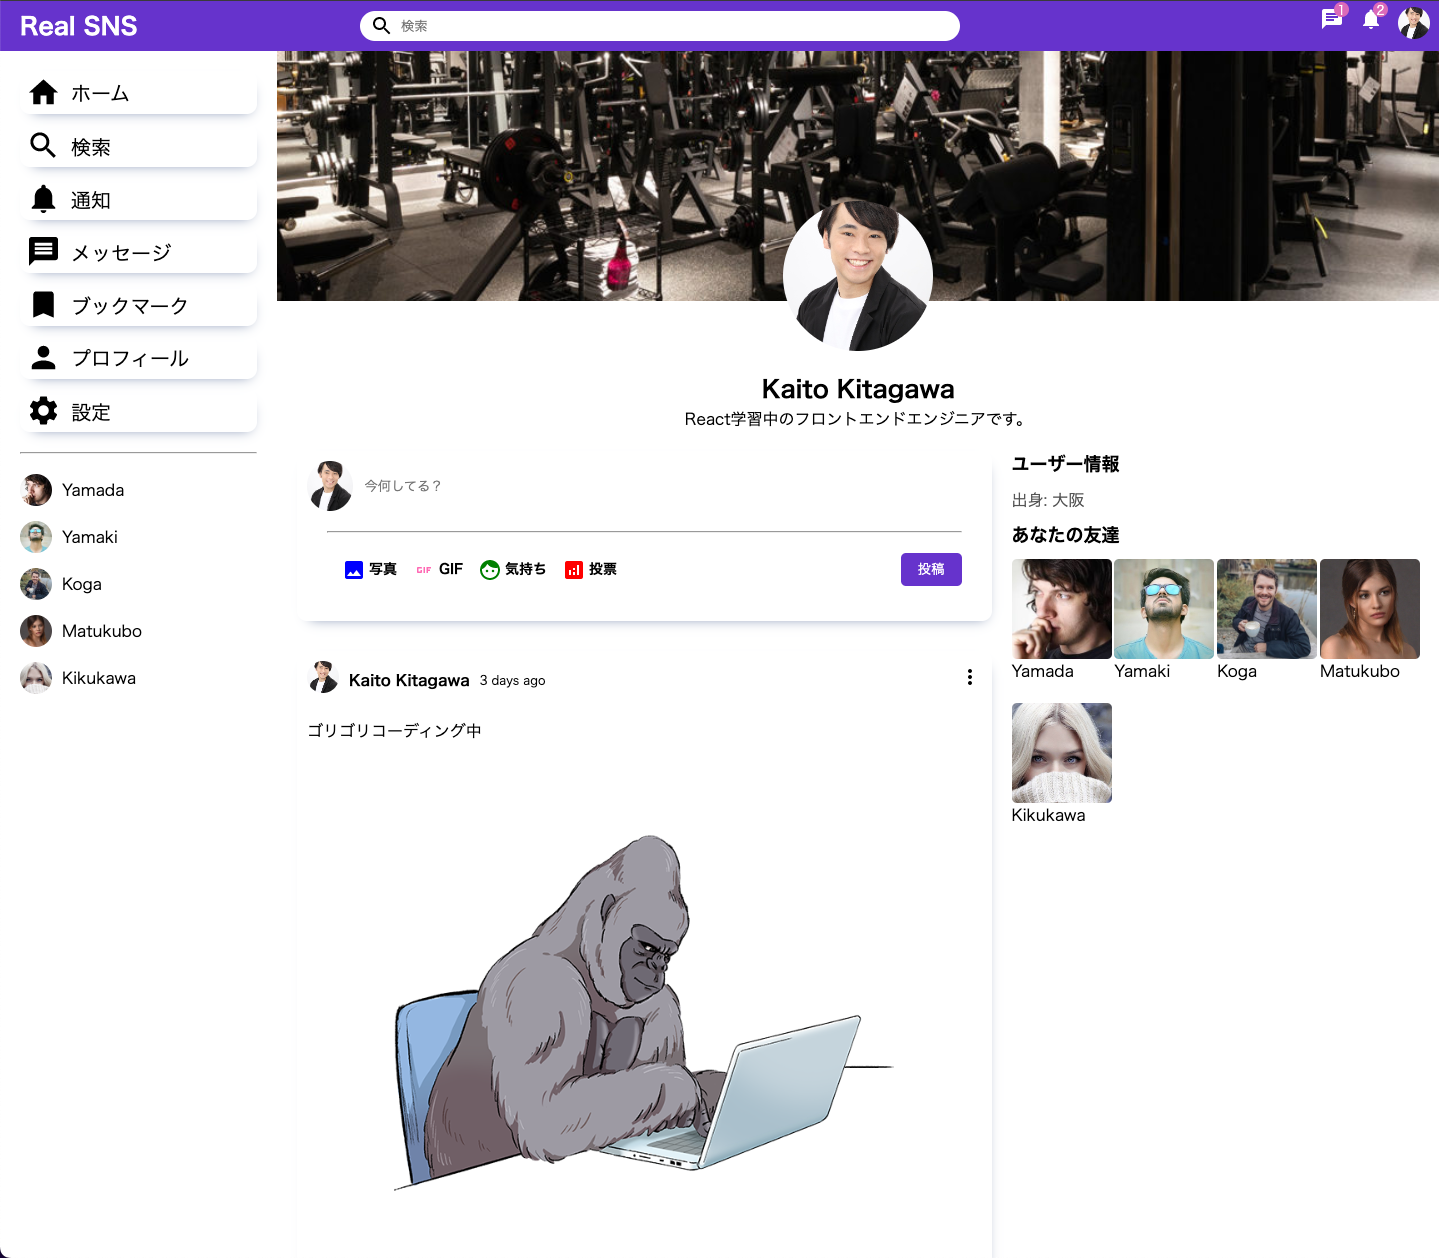 Real SNS
検索
1
2
ホーム
検索
通知
メッセージ
ブックマーク
プロフィール
設定
Yamada
Yamaki
Koga
Matukubo
Kikukawa
Kaito Kitagawa
React学習中のフロントエンドエンジニアです。
今何してる？
写真
GIF GIF
気持ち
投票
投稿
Kaito Kitagawa 3 days ago
ゴリゴリコーディング中
ユーザー情報
出身: 大阪
あなたの友達
Yamada
Yamaki
Koga
Matukubo
Kikukawa